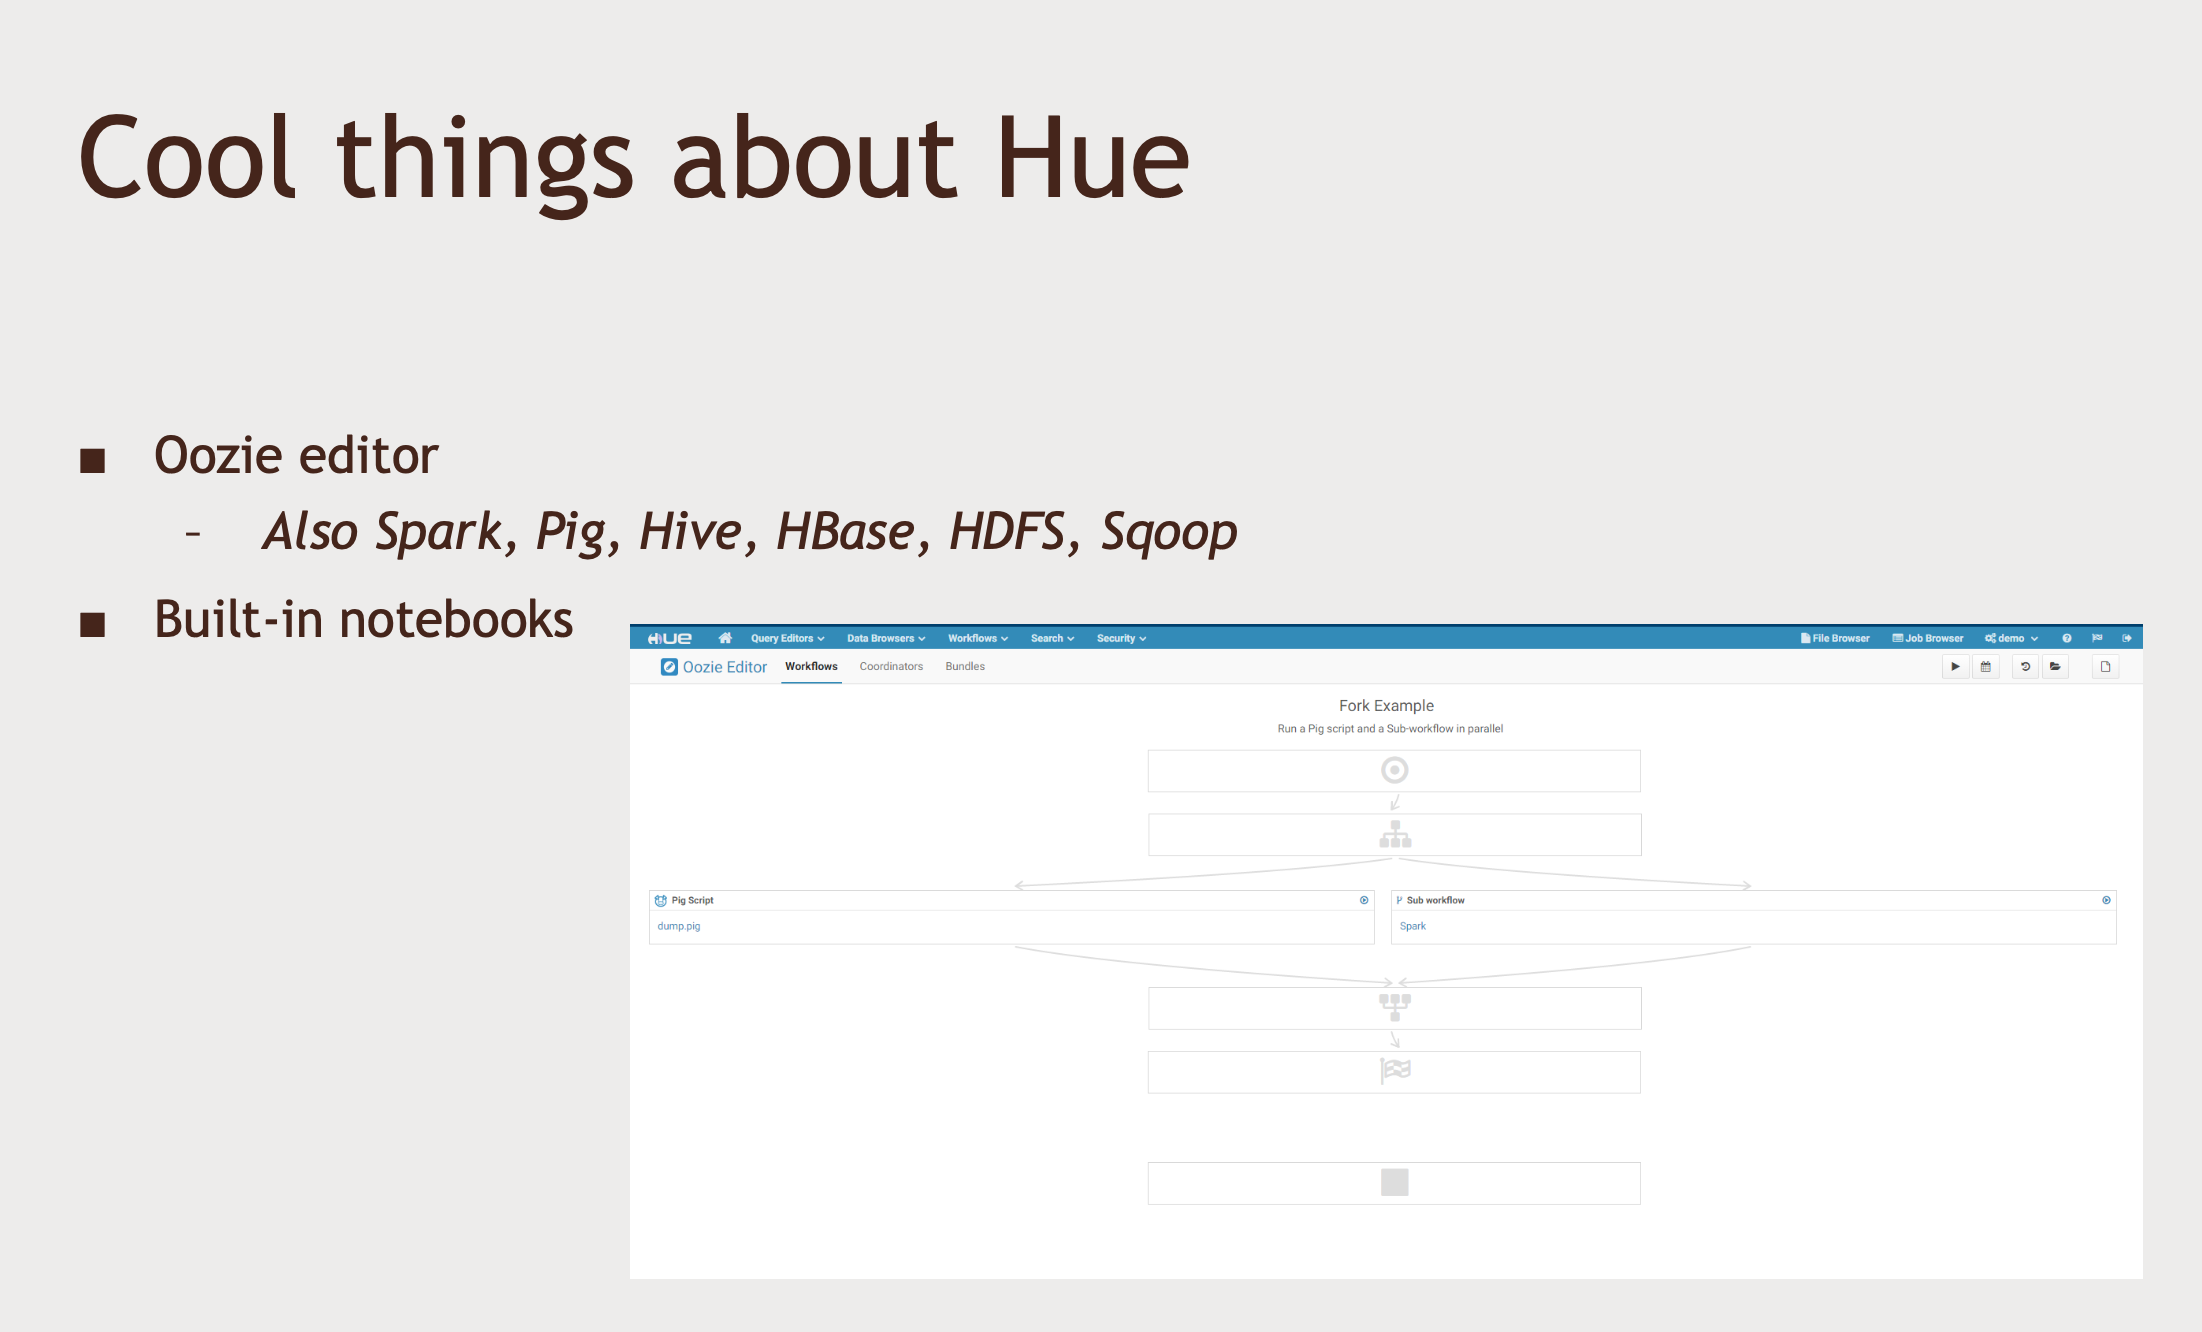 Cool things about Hue
■ Oozie editor
– Also Spark, Pig, Hive, HBase, HDFS, Sqoop
■ Built-in notebooks
HUE Query Editors Data Browsers Workflows Search Security File Browser Job Browser demo
Oozie Editor Workflows Coordinators Bundles
Fork Example
Run a Pig script and a Sub-workflow in parallel
Pig Script
dump.pig
Sub workflow
Spark